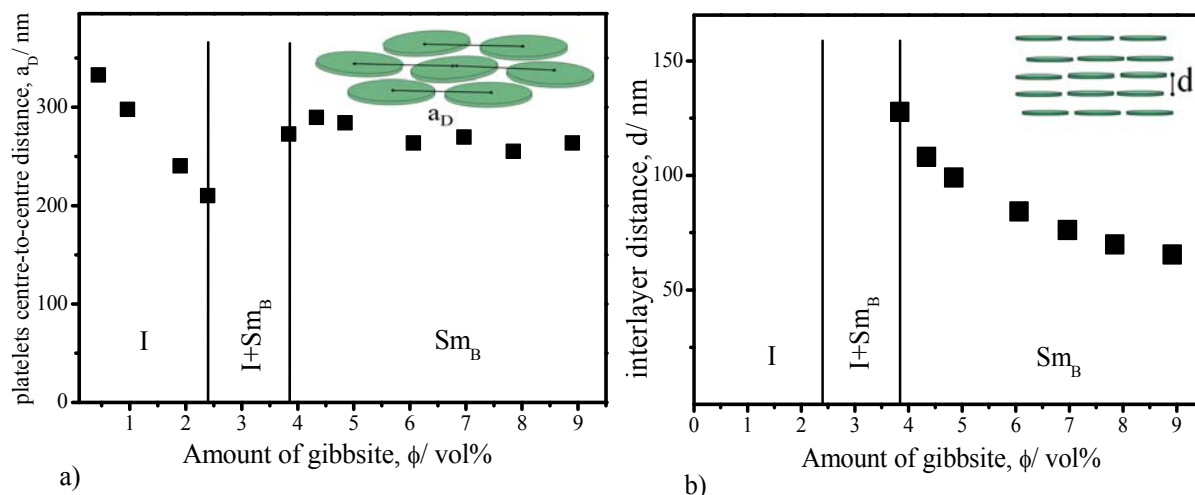 platelets centre-to-centre distance, a_D/ nm
300
200
100
0
a_D
I
I+Sm_B
Sm_B
1 2 3 4 5 6 7 8 9
Amount of gibbsite, ϕ/ vol%
a)
interlayer distance, d/ nm
150
100
50
d
I
I+Sm_B
Sm_B
0 1 2 3 4 5 6 7 8 9
Amount of gibbsite, ϕ/ vol%
b)